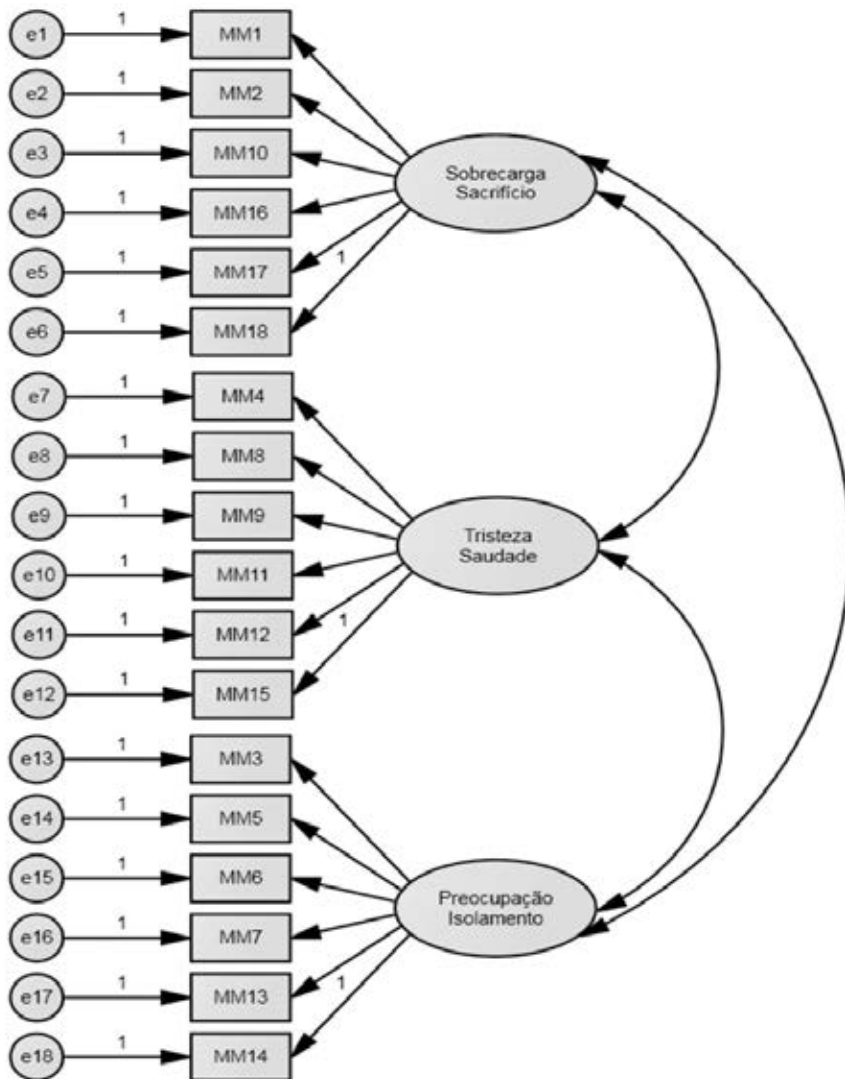 e1 1 MM1
e2 1 MM2
e3 1 MM10
Sobrecarga
Sacrifício
e4 1 MM16
e5 1 MM17 1
e6 1 MM18
e7 1 MM4
e8 1 MM8
e9 1 MM9
Tristeza
Saudade
e10 1 MM11
e11 1 MM12 1
e12 1 MM15
e13 1 MM3
e14 1 MM5
e15 1 MM6
Preocupação
Isolamento
e16 1 MM7
e17 1 MM13 1
e18 1 MM14